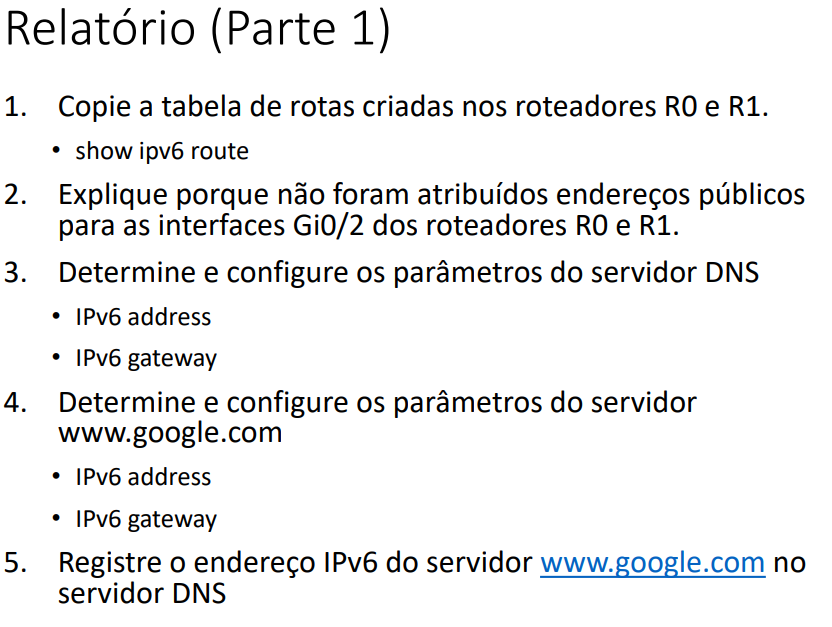 Relatório (Parte 1)
1. Copie a tabela de rotas criadas nos roteadores R0 e R1.
• show ipv6 route
2. Explique porque não foram atribuídos endereços públicos
para as interfaces Gi0/2 dos roteadores R0 e R1.
3. Determine e configure os parâmetros do servidor DNS
• IPv6 address
• IPv6 gateway
4. Determine e configure os parâmetros do servidor
www.google.com
• IPv6 address
• IPv6 gateway
5. Registre o endereço IPv6 do servidor www.google.com no
servidor DNS